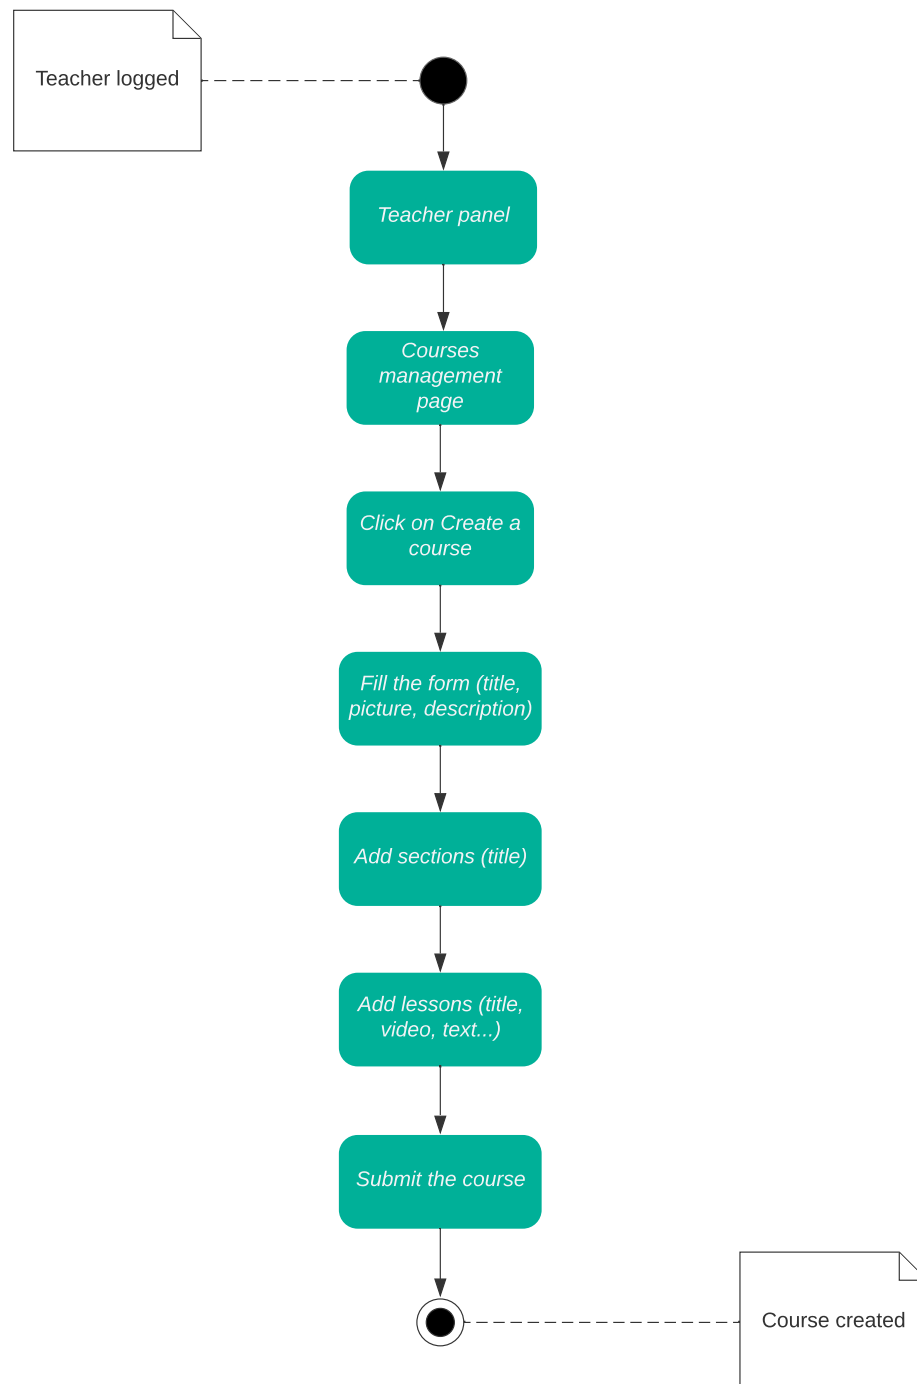 Teacher logged
Teacher panel
Courses
management
page
Click on Create a
course
Fill the form (title,
picture, description)
Add sections (title)
Add lessons (title,
video, text...)
Submit the course
Course created